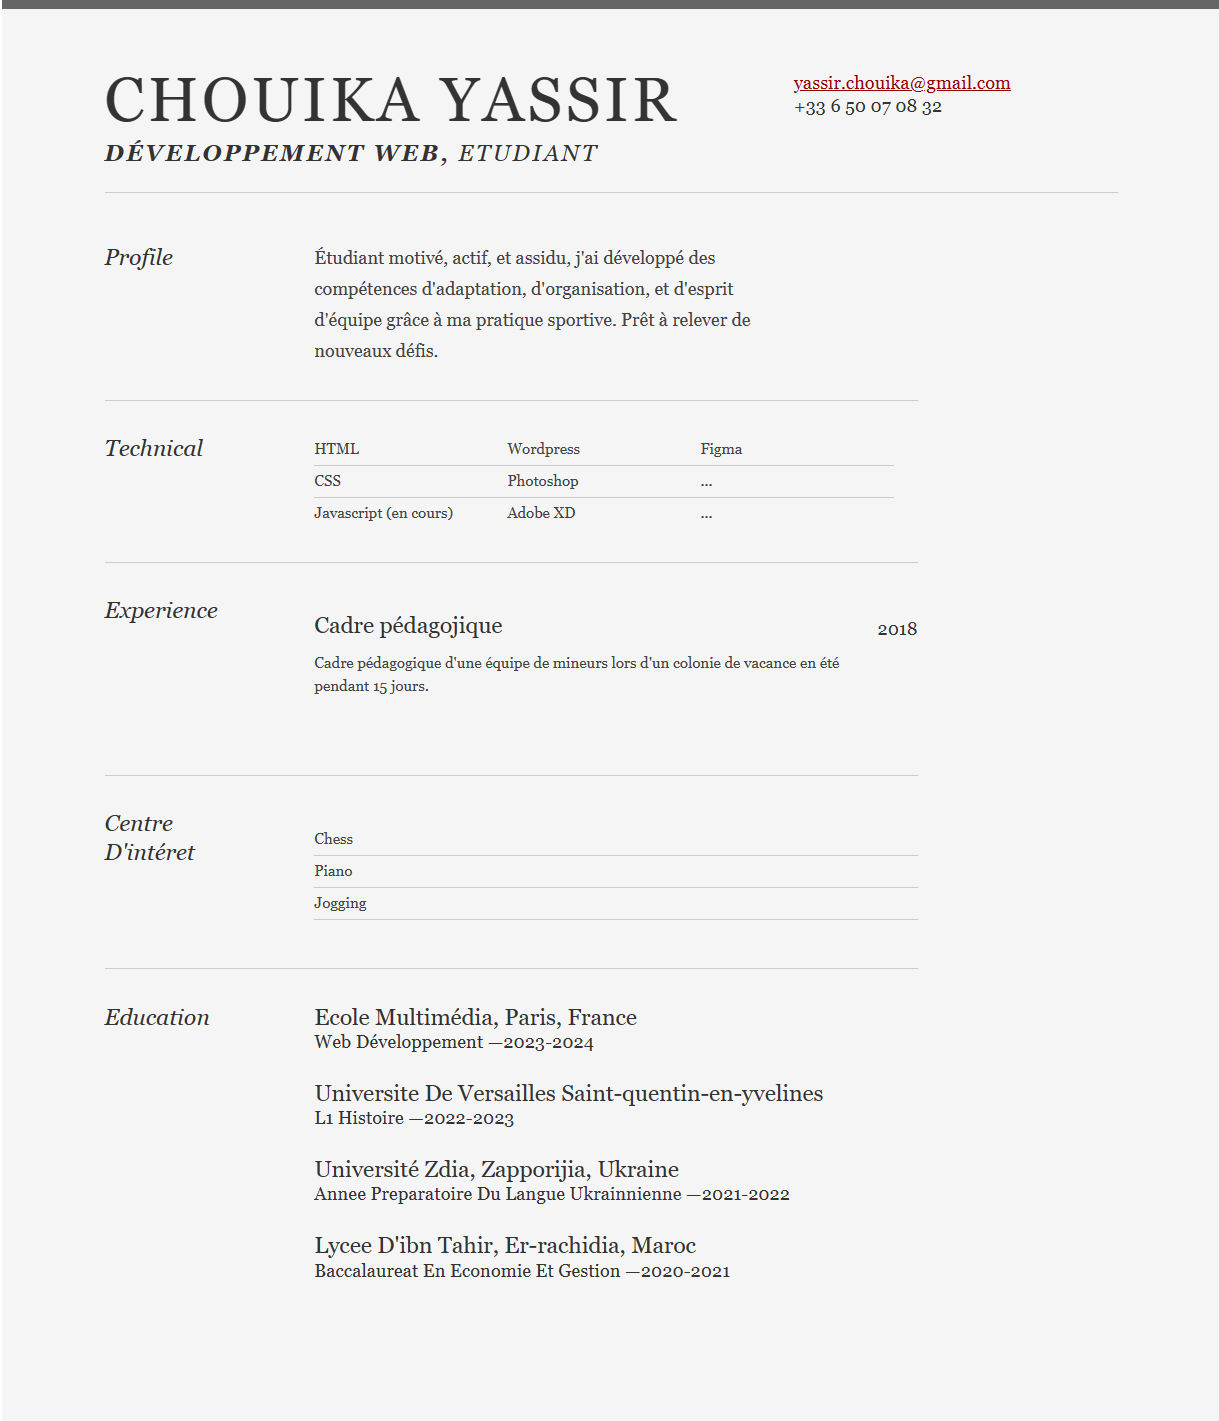 CHOUIKA YASSIR
DÉVELOPPEMENT WEB, ETUDIANT
yassir.chouika@gmail.com
+33 6 50 07 08 32
Profile
Étudiant motivé, actif, et assidu, j'ai développé des
compétences d'adaptation, d'organisation, et d'esprit
d'équipe grâce à ma pratique sportive. Prêt à relever de
nouveaux défis.
Technical
HTML Wordpress Figma
CSS Photoshop ...
Javascript (en cours) Adobe XD ...
Experience
Cadre pédagojique 2018
Cadre pédagogique d'une équipe de mineurs lors d'un colonie de vacance en été
pendant 15 jours.
Centre
D'intéret
Chess
Piano
Jogging
Education
Ecole Multimédia, Paris, France
Web Développement —2023-2024
Universite De Versailles Saint-quentin-en-yvelines
L1 Histoire —2022-2023
Université Zdia, Zapporijia, Ukraine
Annee Preparatoire Du Langue Ukrainnienne —2021-2022
Lycee D'ibn Tahir, Er-rachidia, Maroc
Baccalaureat En Economie Et Gestion —2020-2021